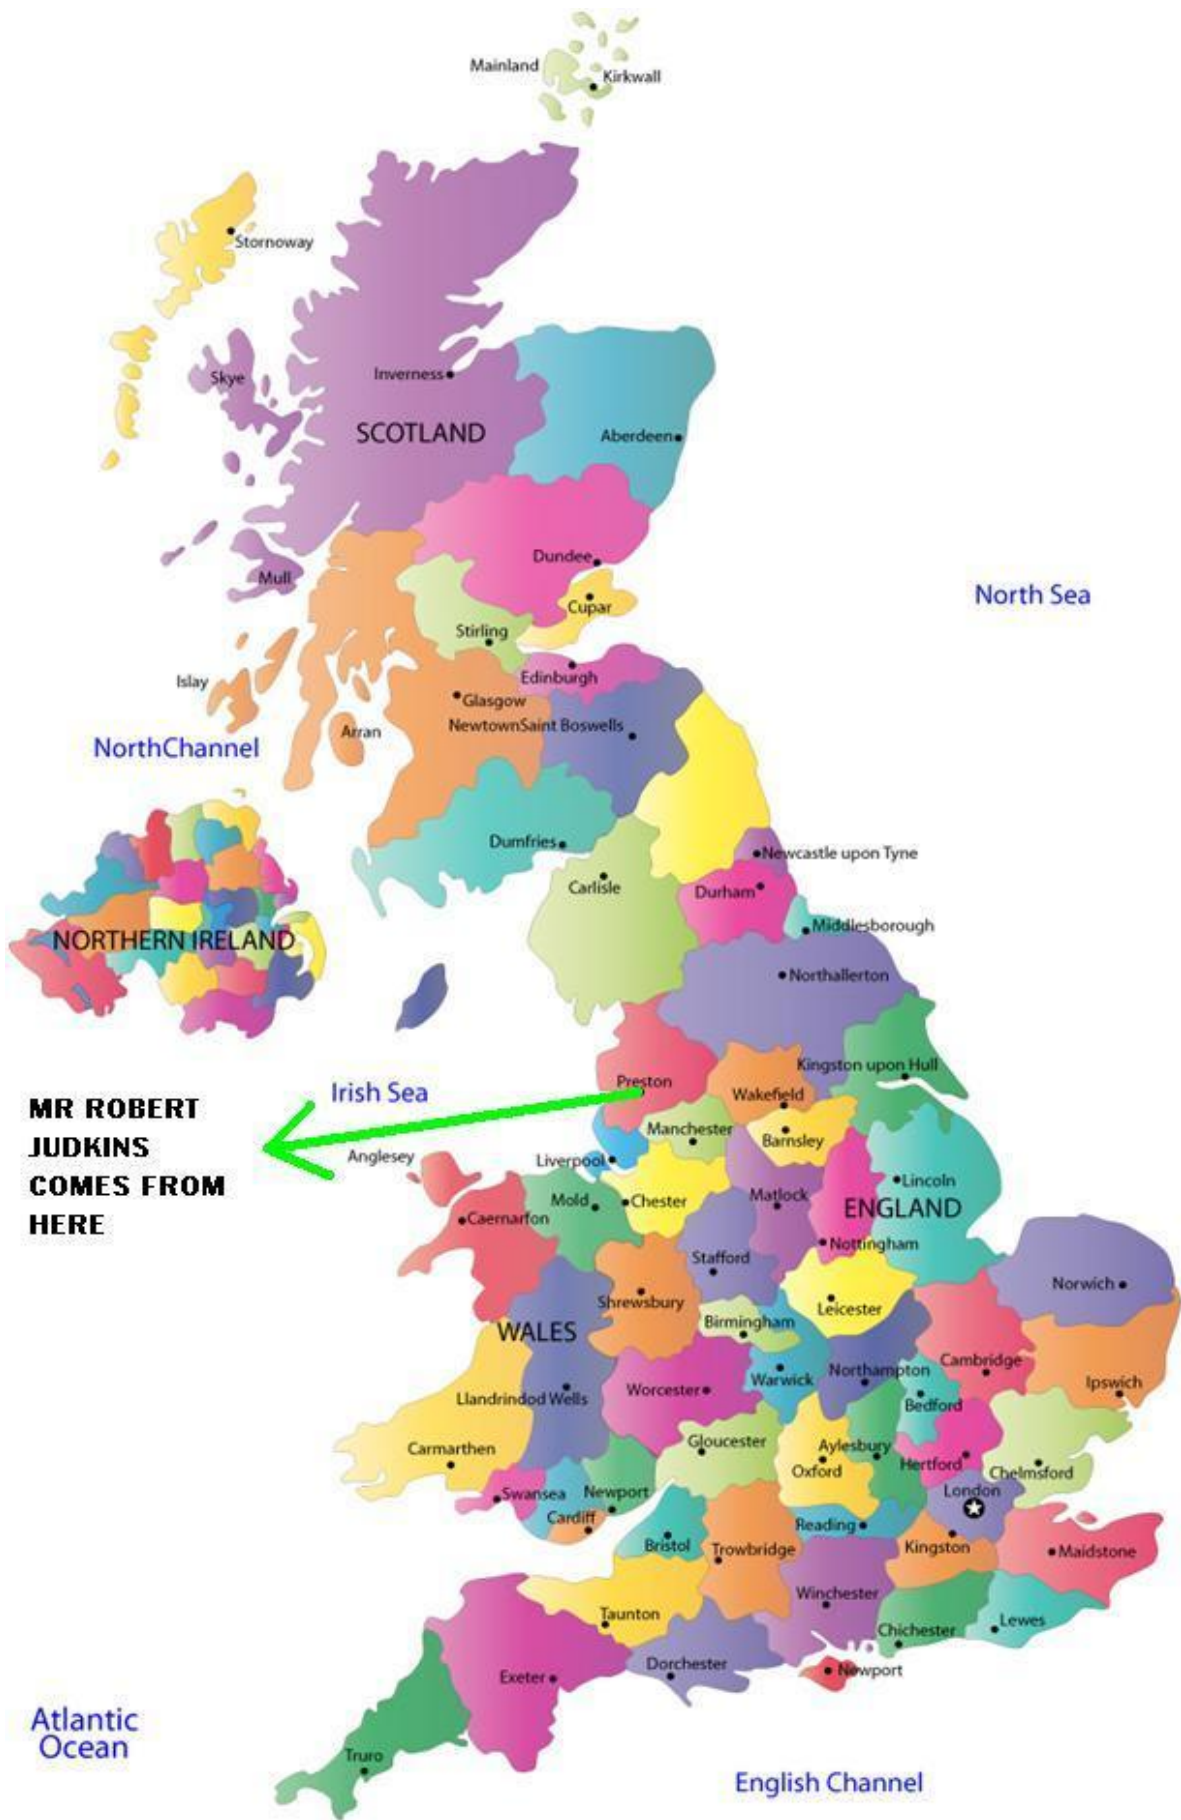 Mainland
Kirkwall
Stornoway
Skye
Inverness
SCOTLAND
Aberdeen
Mull
Dundee
Cupar
Stirling
North Sea
Islay
Edinburgh
Glasgow
Arran
NewtownSaint Boswells
NorthChannel
Dumfries
Newcastle upon Tyne
Carlisle
Durham
Middlesborough
NORTHERN IRELAND
Northallerton
Kingston upon Hull
Preston
Irish Sea
Wakefield
MR ROBERT
JUDKINS
COMES FROM
HERE
Manchester
Barnsley
Anglesey
Liverpool
Lincoln
Mold
Chester
Matlock
ENGLAND
Caernarfon
Nottingham
Stafford
Norwich
Shrewsbury
Leicester
Birmingham
WALES
Cambridge
Northampton
Warwick
Ipswich
Worcester
Llandrindod Wells
Bedford
Gloucester
Aylesbury
Carmarthen
Hertford
Oxford
Chelmsford
London
Swansea
Newport
Cardiff
Reading
Bristol
Trowbridge
Kingston
Maidstone
Winchester
Taunton
Lewes
Chichester
Dorchester
Newport
Exeter
Atlantic
Ocean
Truro
English Channel